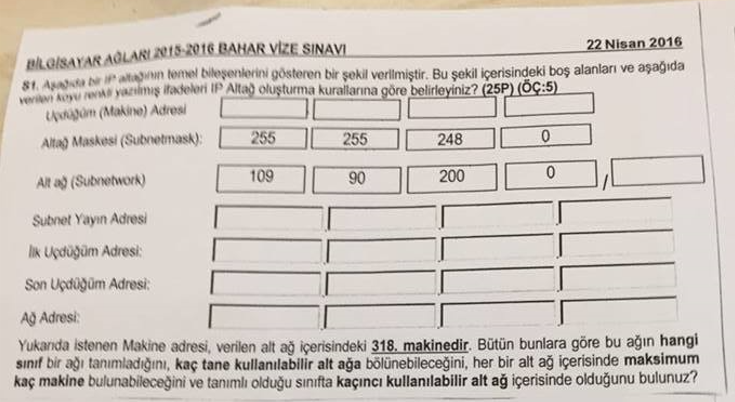 BİLGİSAYAR AĞLARI 2015-2016 BAHAR VİZE SINAVI 22 Nisan 2016
S1. Aşağıda bir IP altağının temel bileşenlerini gösteren bir şekil verilmiştir. Bu şekil içerisindeki boş alanları ve aşağıda
verilen koyu renkli yazılmış ifadeleri IP Altağ oluşturma kurallarına göre belirleyiniz? (25P) (ÖÇ:5)
Uçdüğüm (Makine) Adresi
Altağ Maskesi (Subnetmask): 255 255 248 0
Alt ağ (Subnetwork) 109 90 200 0 /
Subnet Yayın Adresi
İlk Uçdüğüm Adresi:
Son Uçdüğüm Adresi:
Ağ Adresi:
Yukarıda istenen Makine adresi, verilen alt ağ içerisindeki 318. makinedir. Bütün bunlara göre bu ağın hangi
sınıf bir ağı tanımladığını, kaç tane kullanılabilir alt ağa bölünebileceğini, her bir alt ağ içerisinde maksimum
kaç makine bulunabileceğini ve tanımlı olduğu sınıfta kaçıncı kullanılabilir alt ağ içerisinde olduğunu bulunuz?